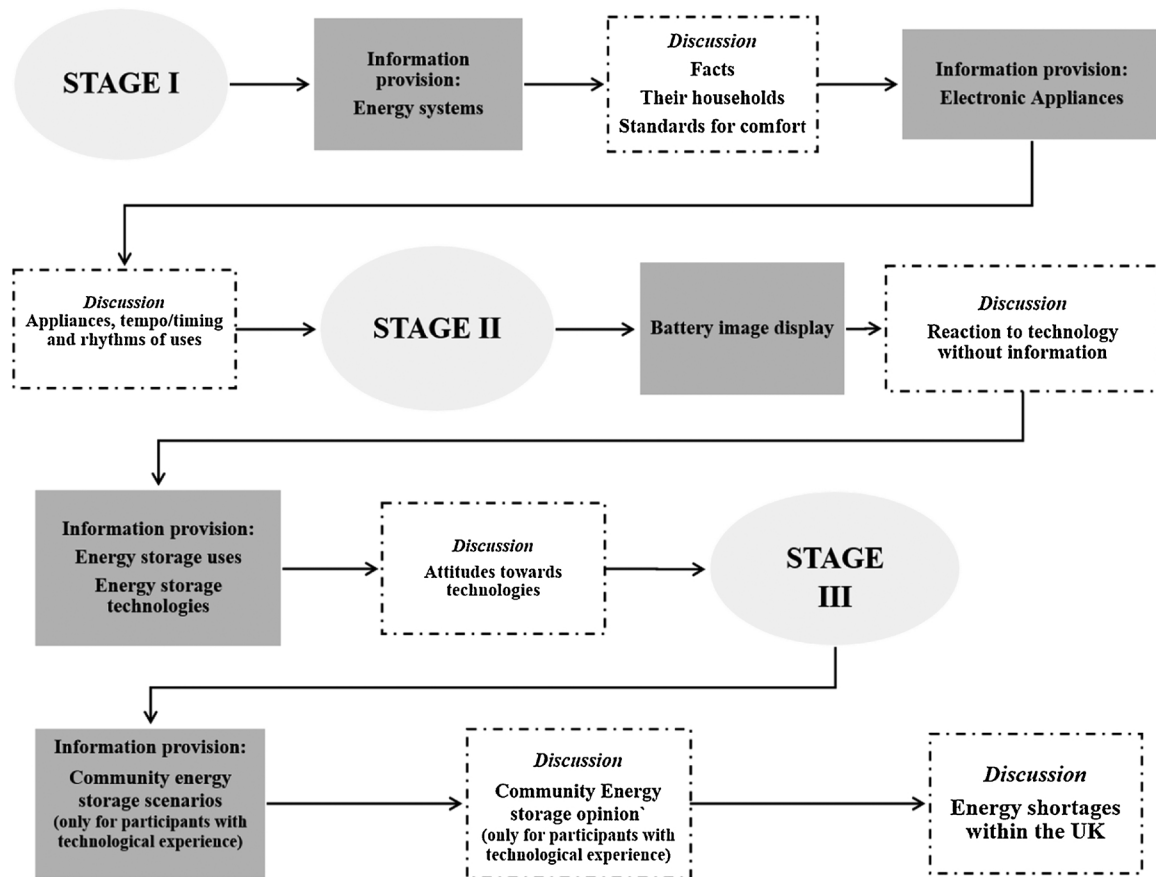 STAGE I
Information
provision:
Energy systems
Discussion
Facts
Their households
Standards for comfort
Information provision:
Electronic Appliances
Discussion
Appliances, tempo/timing
and rhythms of uses
STAGE II
Battery image display
Discussion
Reaction to technology
without information
Information provision:
Energy storage uses
Energy storage
technologies
Discussion
Attitudes towards
technologies
STAGE
III
Information provision:
Community energy
storage scenarios
(only for participants with
technological experience)
Discussion
Community Energy
storage opinion`
(only for participants with
technological experience)
Discussion
Energy shortages
within the UK